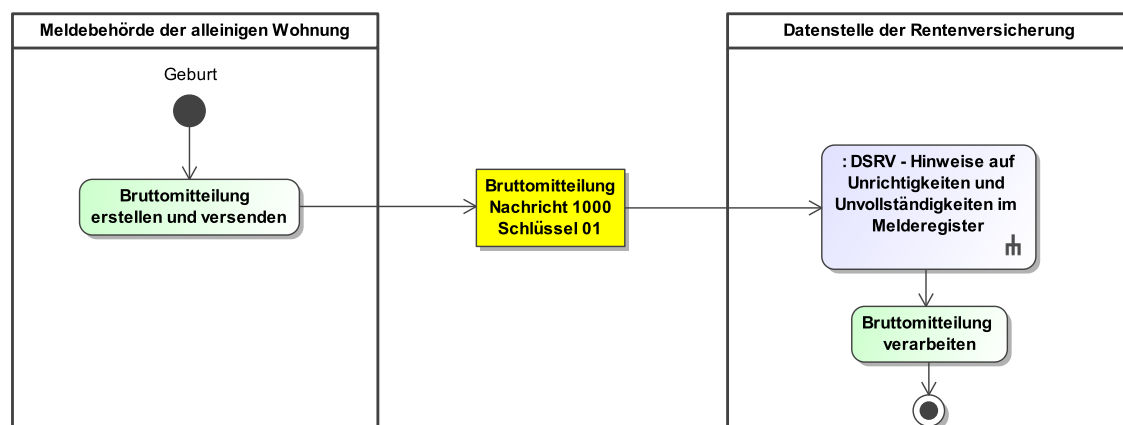 Meldebehörde der alleinigen Wohnung
Geburt
Bruttomitteilung
erstellen und versenden
Bruttomitteilung
Nachricht 1000
Schlüssel 01
Datenstelle der Rentenversicherung
: DSRV - Hinweise auf
Unrichtigkeiten und
Unvollständigkeiten im
Melderegister
Bruttomitteilung
verarbeiten